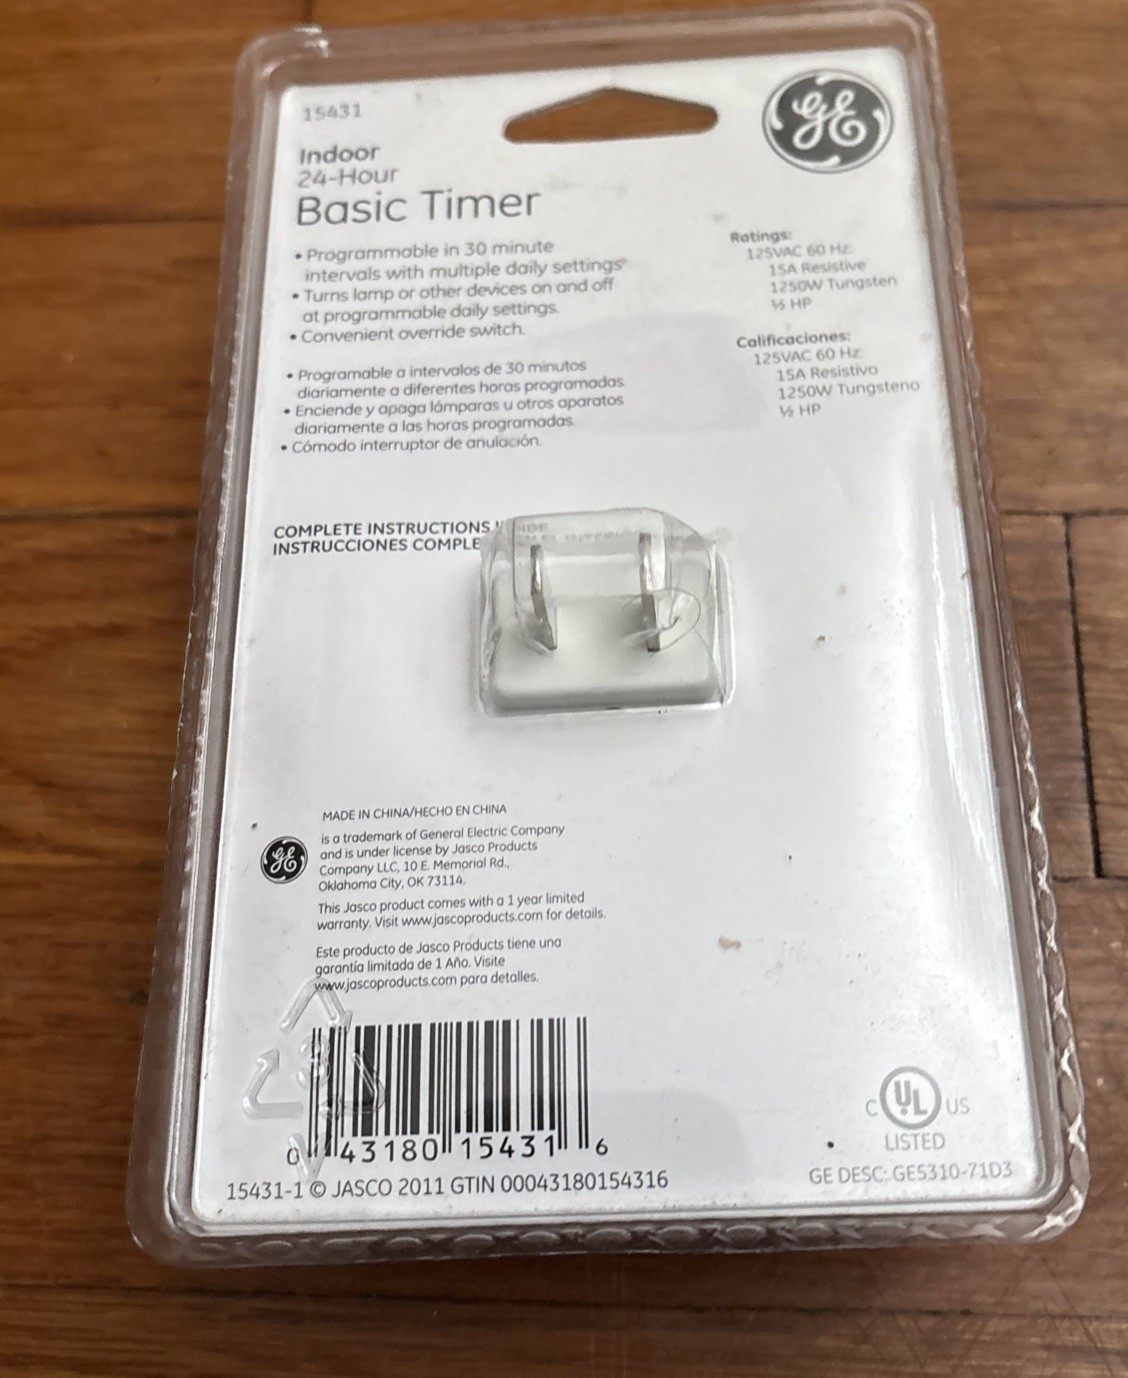 15431
GE
Indoor
24-Hour
Basic Timer
• Programmable in 30 minute
intervals with multiple daily settings
• Turns lamp or other devices on and off
at programmable daily settings.
• Convenient override switch.
• Programable a intervalos de 30 minutos
diariamente a diferentes horas programadas.
• Enciende y apaga lámparas u otros aparatos
diariamente a las horas programadas.
• Cómodo interruptor de anulación.
Ratings:
125VAC 60 Hz
15A Resistive
1250W Tungsten
½ HP
Calificaciones:
125VAC 60 Hz
15A Resistivo
1250W Tungsteno
½ HP
COMPLETE INSTRUCTIONS
INSTRUCCIONES
MADE IN CHINA/HECHO EN CHINA
GE
is a trademark of General Electric Company
and is under license by Jasco Products
Company LLC, 10 E. Memorial Rd.,
Oklahoma City, OK 73114.
This Jasco product comes with a 1 year limited
warranty. Visit www.jascoproducts.com for details.
Este producto de Jasco Products tiene una
garantía limitada de 1 Año. Visite
www.jascoproducts.com para detalles.
3
0 43180 15431 6
15431-1 © JASCO 2011 GTIN 00043180154316
C UL US
LISTED
GE DESC: GE5310-71D3